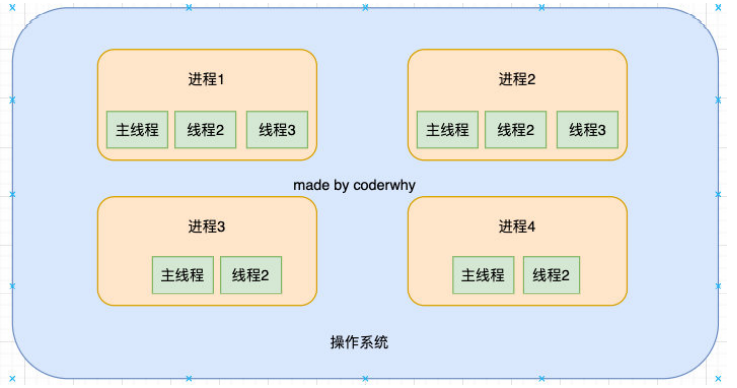 进程1
主线程 线程2 线程3
进程2
主线程 线程2 线程3
made by coderwhy
进程3
主线程 线程2
进程4
主线程 线程2
操作系统